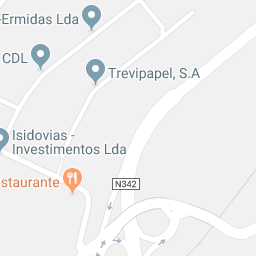 -Ermidas Lda
CDL
Trevipapel, S.A
Isidovias -
Investimentos Lda
staurante
N342